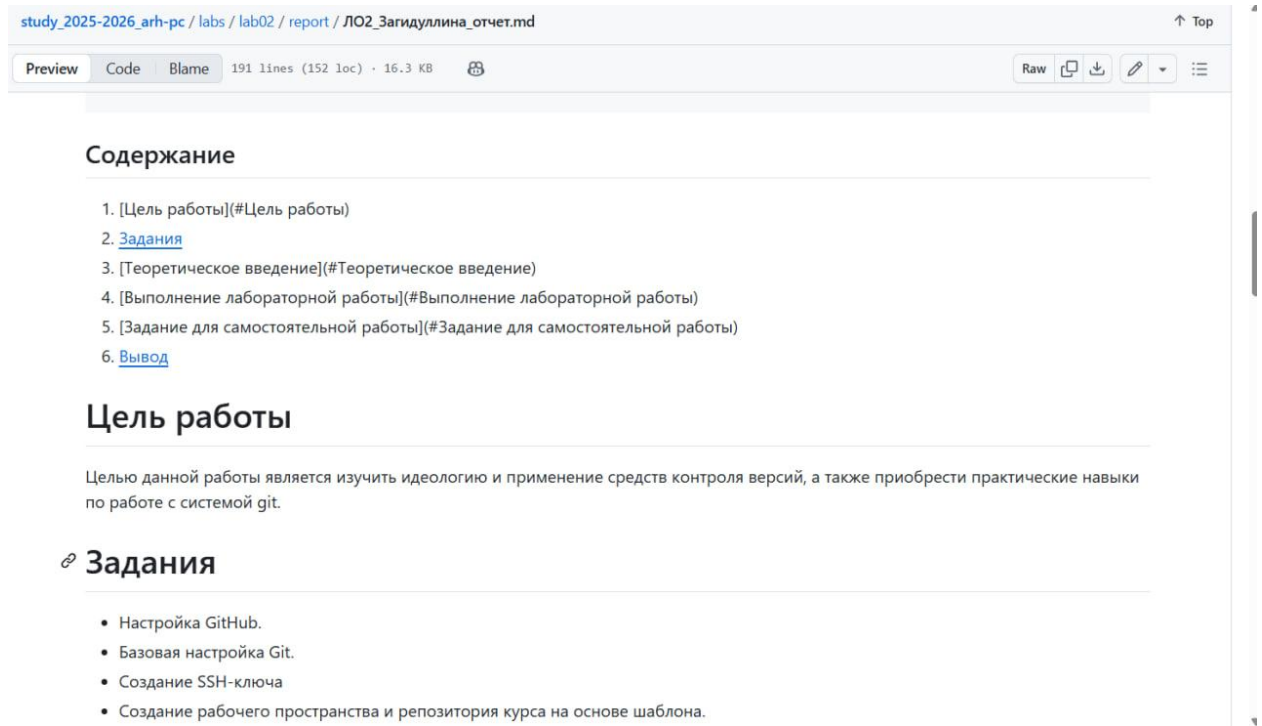 study_2025-2026_arh-pc / labs / lab02 / report / ЛО2_Загидуллина_отчет.md
↑ Top
Preview Code Blame 191 lines (152 loc) · 16.3 KB
Raw
Содержание
1. [Цель работы](#Цель работы)
2. Задания
3. [Теоретическое введение](#Теоретическое введение)
4. [Выполнение лабораторной работы](#Выполнение лабораторной работы)
5. [Задание для самостоятельной работы](#Задание для самостоятельной работы)
6. Вывод
Цель работы
Целью данной работы является изучить идеологию и применение средств контроля версий, а также приобрести практические навыки
по работе с системой git.
Задания
• Настройка GitHub.
• Базовая настройка Git.
• Создание SSH-ключа
• Создание рабочего пространства и репозитория курса на основе шаблона.